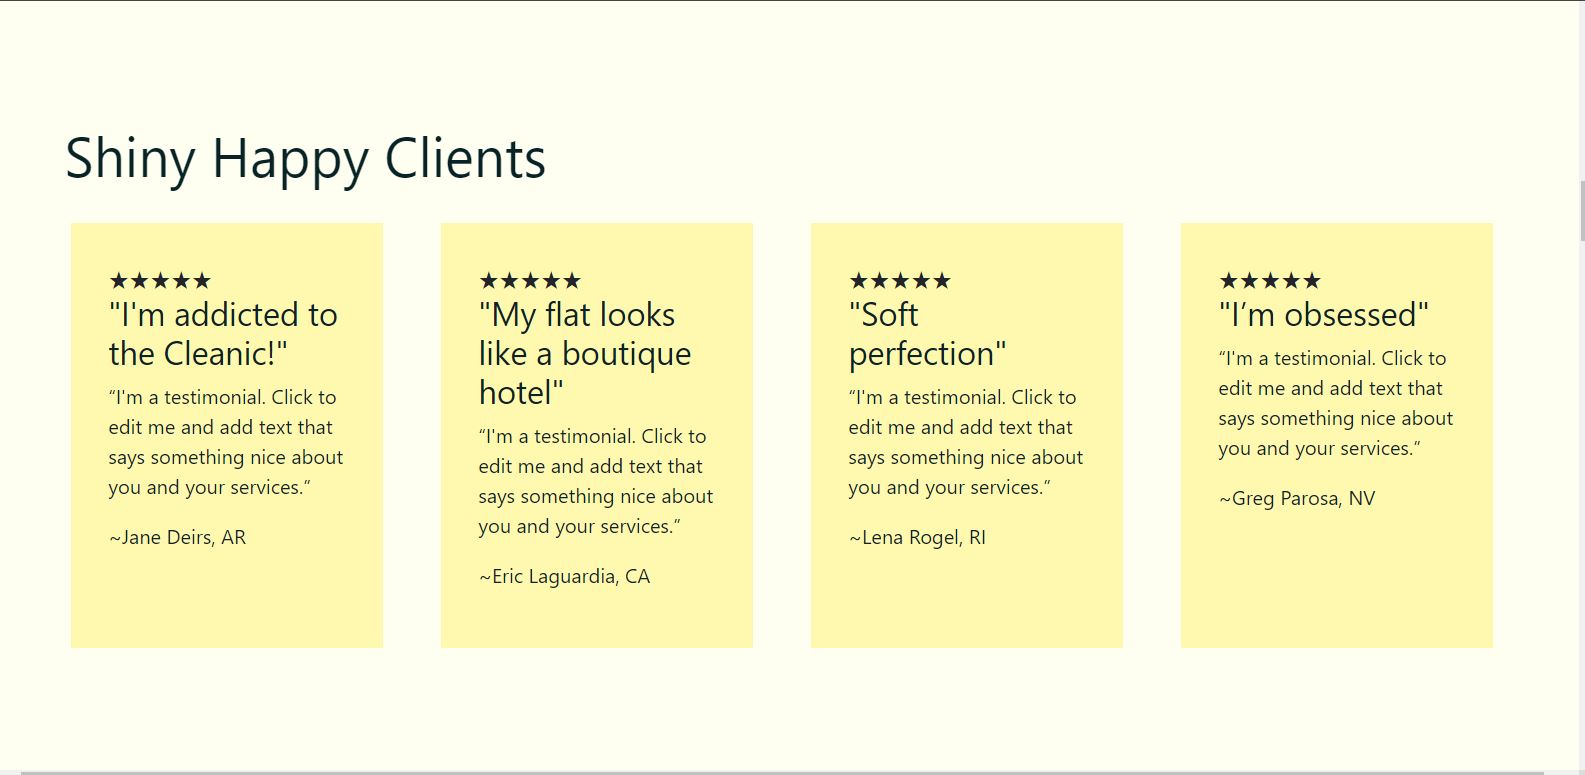 Shiny Happy Clients
★★★★★
"I'm addicted to
the Cleanic!"
“I'm a testimonial. Click to
edit me and add text that
says something nice about
you and your services.”
~Jane Deirs, AR
★★★★★
"My flat looks
like a boutique
hotel"
“I'm a testimonial. Click to
edit me and add text that
says something nice about
you and your services.”
~Eric Laguardia, CA
★★★★★
"Soft
perfection"
“I'm a testimonial. Click to
edit me and add text that
says something nice about
you and your services.”
~Lena Rogel, RI
★★★★★
"I’m obsessed"
“I'm a testimonial. Click to
edit me and add text that
says something nice about
you and your services.”
~Greg Parosa, NV